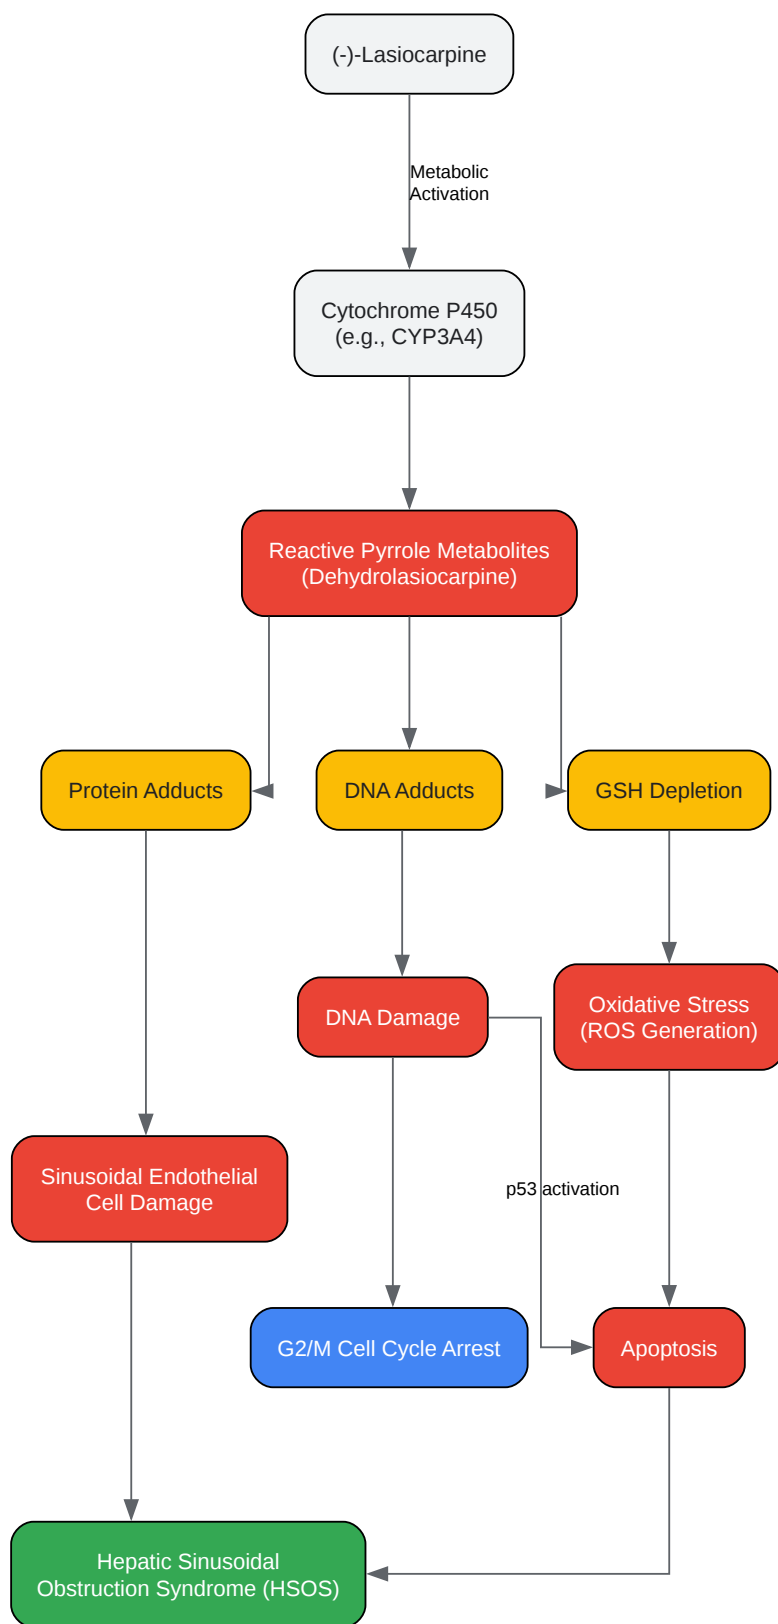 (-)-Lasiocarpine
Metabolic
Activation
Cytochrome P450
(e.g., CYP3A4)
Reactive Pyrrole Metabolites
(Dehydrolasiocarpine)
Protein Adducts
DNA Adducts
GSH Depletion
DNA Damage
Oxidative Stress
(ROS Generation)
Sinusoidal Endothelial
Cell Damage
p53 activation
G2/M Cell Cycle Arrest
Apoptosis
Hepatic Sinusoidal
Obstruction Syndrome (HSOS)